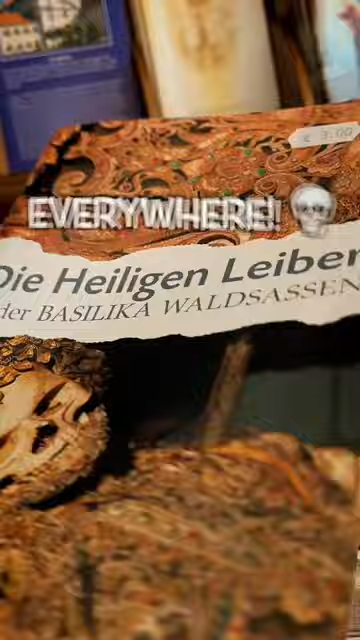 € 3.00
EVERYWHERE!
Die Heiligen Leiber
der BASILIKA WALDSASSEN